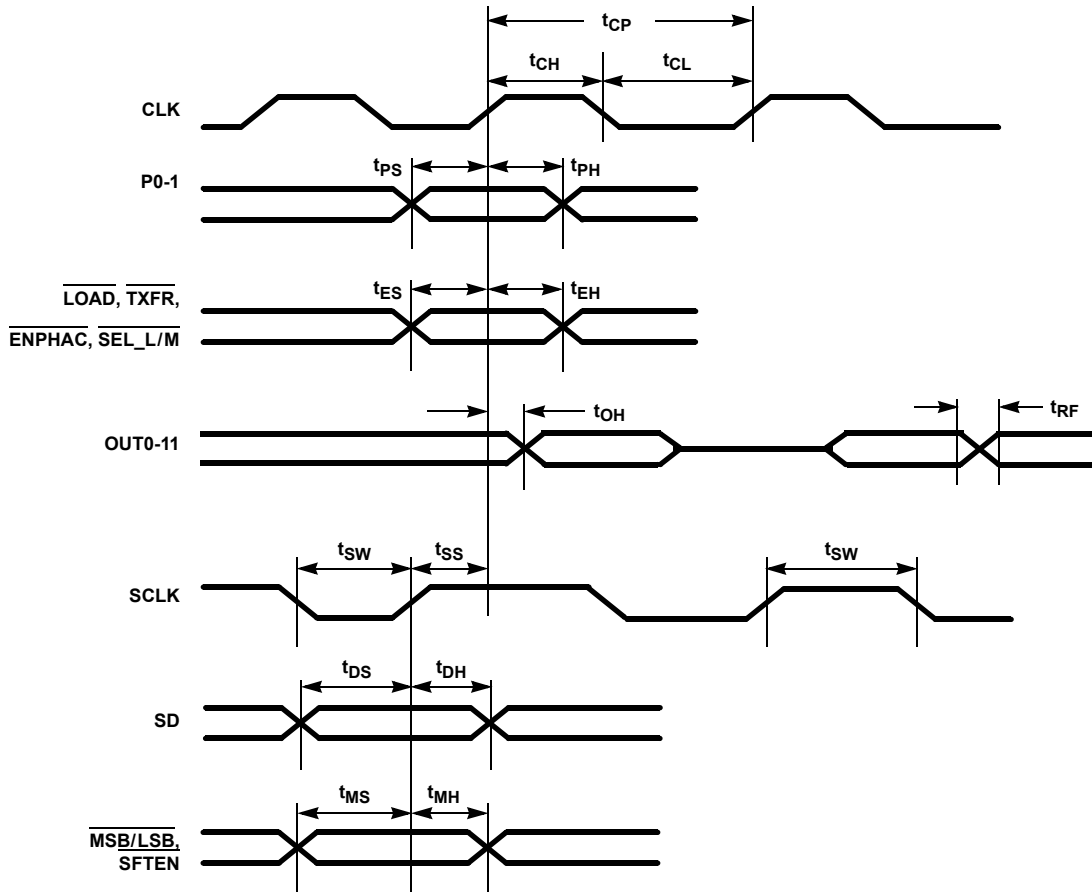 tCP
tCH
tCL
CLK
tPS
tPH
P0-1
LOAD, TXFR,
tES
tEH
ENPHAC, SEL_L/M
tOH
tRF
OUT0-11
tSW
tSS
tSW
SCLK
tDS
tDH
SD
tMS
tMH
MSB/LSB,
SFTEN